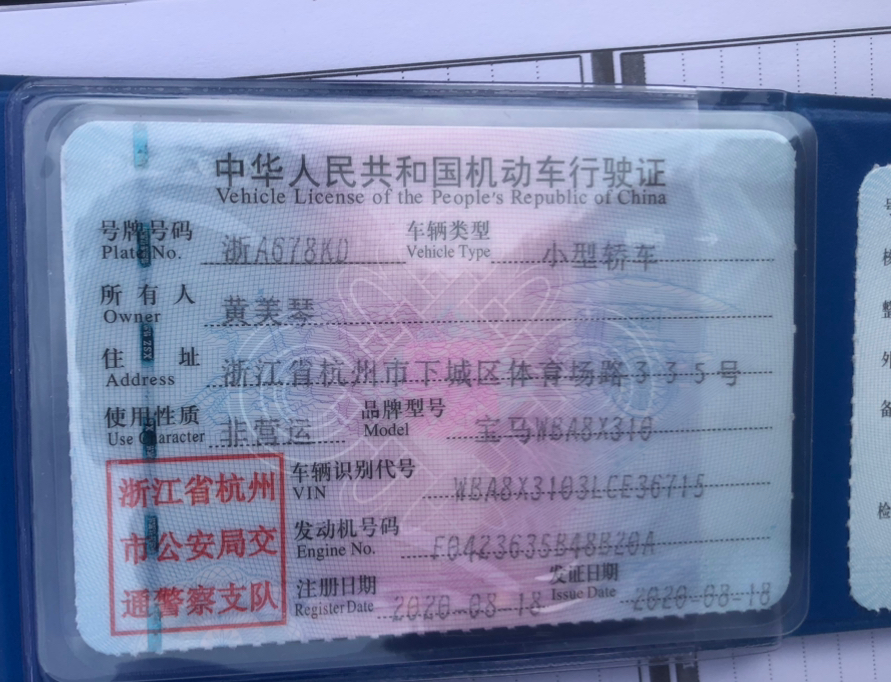 中华人民共和国机动车行驶证
Vehicle License of the People's Republic of China
号牌号码 浙A678KD 车辆类型 小型轿车
Plate No. Vehicle Type
所有人 黄美琴
Owner
住址 浙江省杭州市下城区体育场路335号
Address
使用性质 非营运 品牌型号 宝马WBA8X310
Use Character Model
浙江省杭州
市公安局交
通警察支队
车辆识别代号 WBA8X3103LCE36715
VIN
发动机号码 F0423635B48B20A
Engine No.
注册日期 2020-08-18 发证日期 2020-08-18
Register Date Issue Date